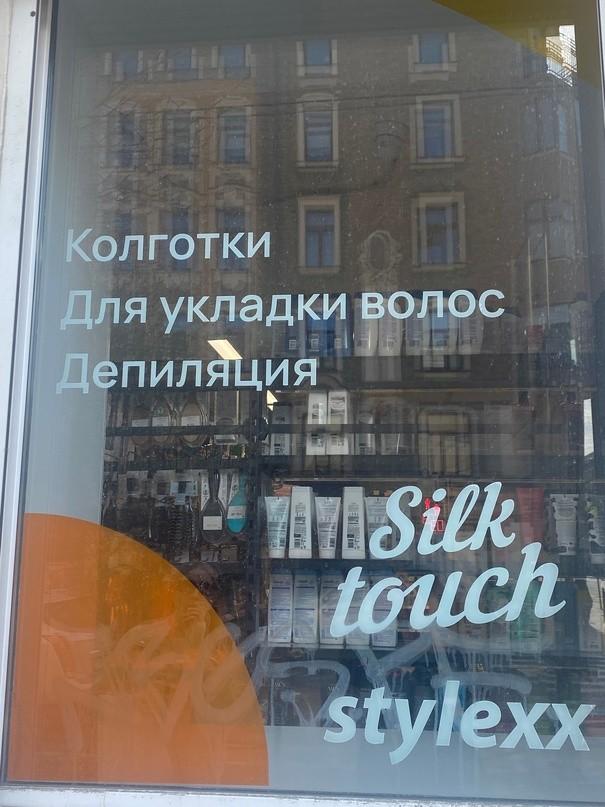 Колготки
Для укладки волос
Депиляция
Silk
touch
stylexx